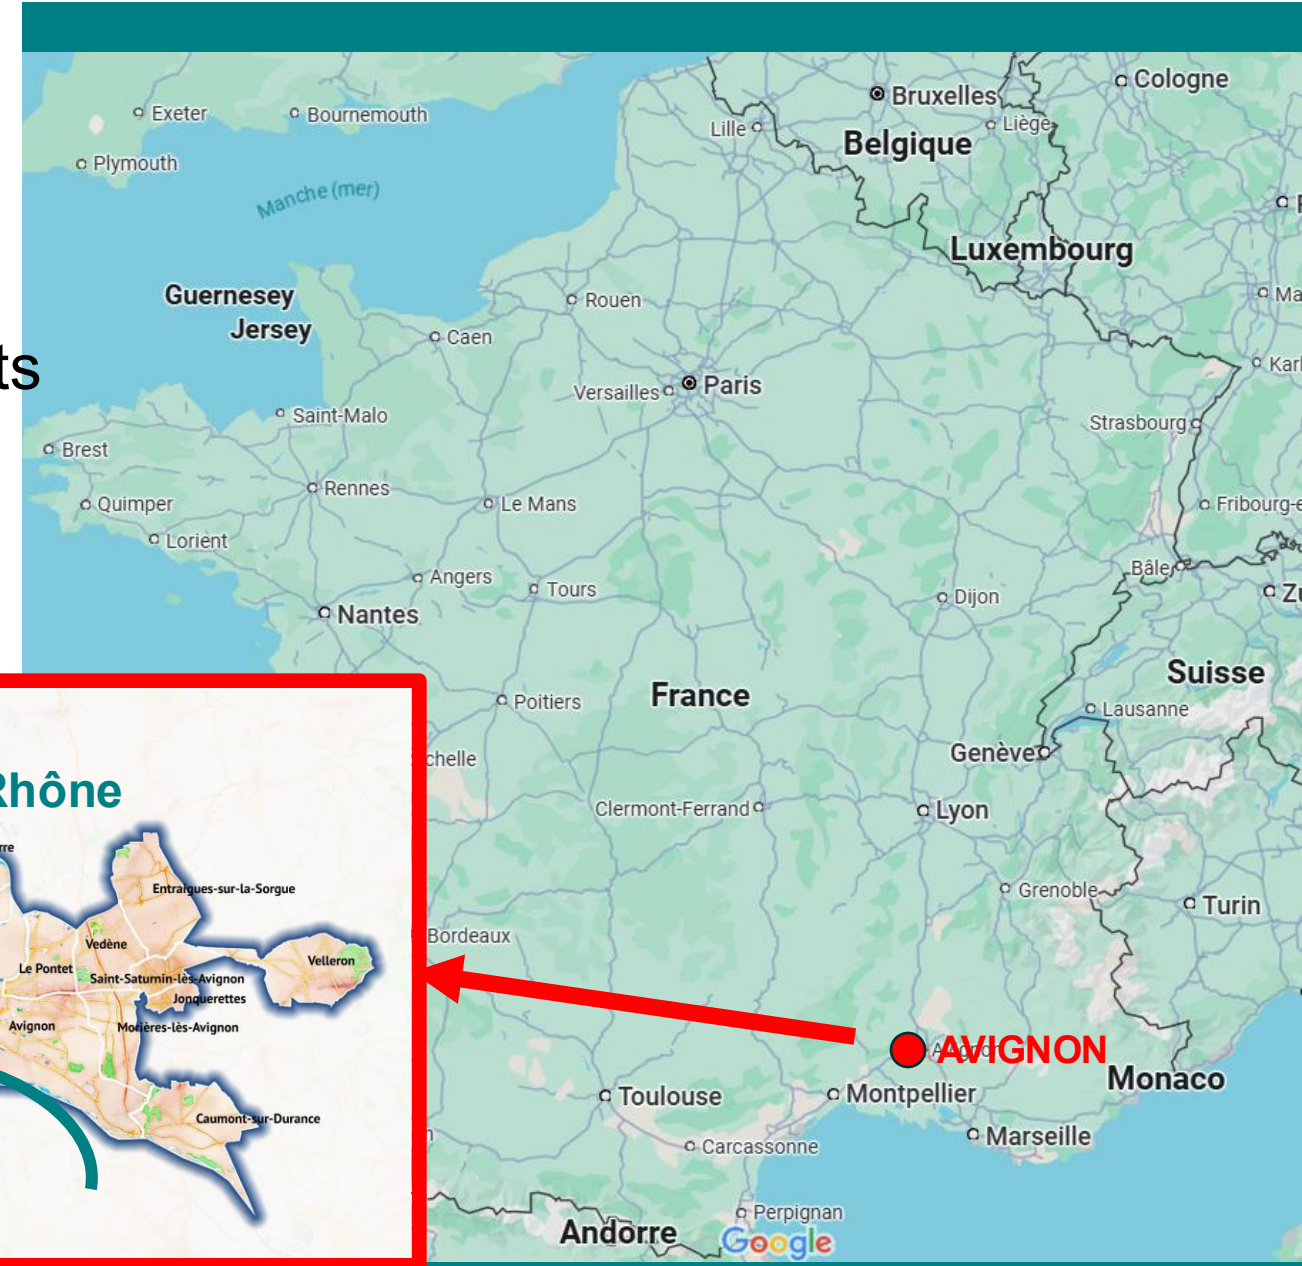 Cologne
Bruxelles
Exeter
Bournemouth
Lille
Liège
Belgique
Plymouth
Manche (mer)
Luxembourg
Guernesey
Rouen
Jersey
Caen
ts
Versailles
Paris
Saint-Malo
Strasbourg
Brest
Rennes
Quimper
Le Mans
Lorient
Bâle
Angers
Tours
Dijon
Nantes
Suisse
Poitiers
France
Lausanne
Genève
chelle
Rhône
Clermont-Ferrand
Lyon
rre
Entraigues-sur-la-Sorgue
Grenoble
Turin
Bordeaux
Vedène
Velleron
Le Pontet
Saint-Saturnin-lès-Avignon
Jonquerettes
Avignon
Morières-lès-Avignon
AVIGNON
Monaco
Toulouse
Montpellier
Caumont-sur-Durance
Marseille
Carcassonne
Perpignan
Andorre
Google